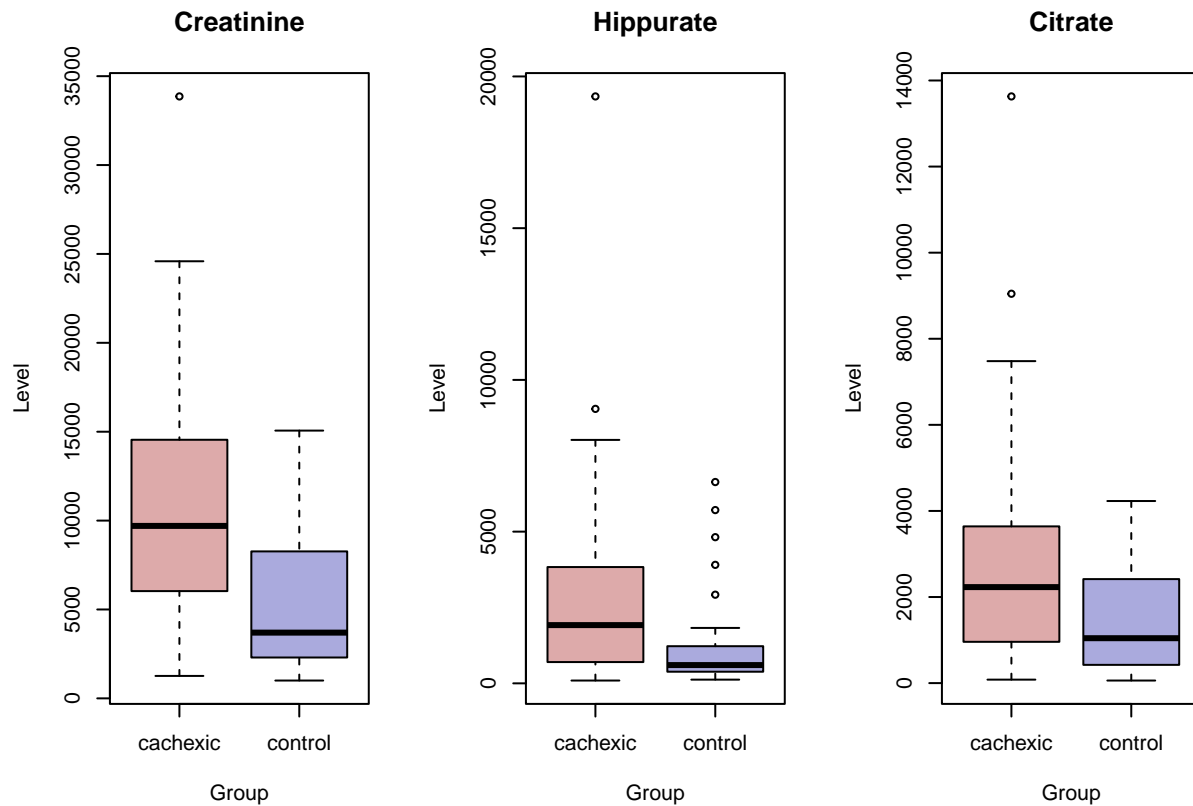 Creatinine
35000
30000
25000
20000
15000
10000
5000
0
Level
cachexic control
Group
Hippurate
20000
15000
10000
5000
0
Level
cachexic control
Group
Citrate
14000
12000
10000
8000
6000
4000
2000
0
Level
cachexic control
Group